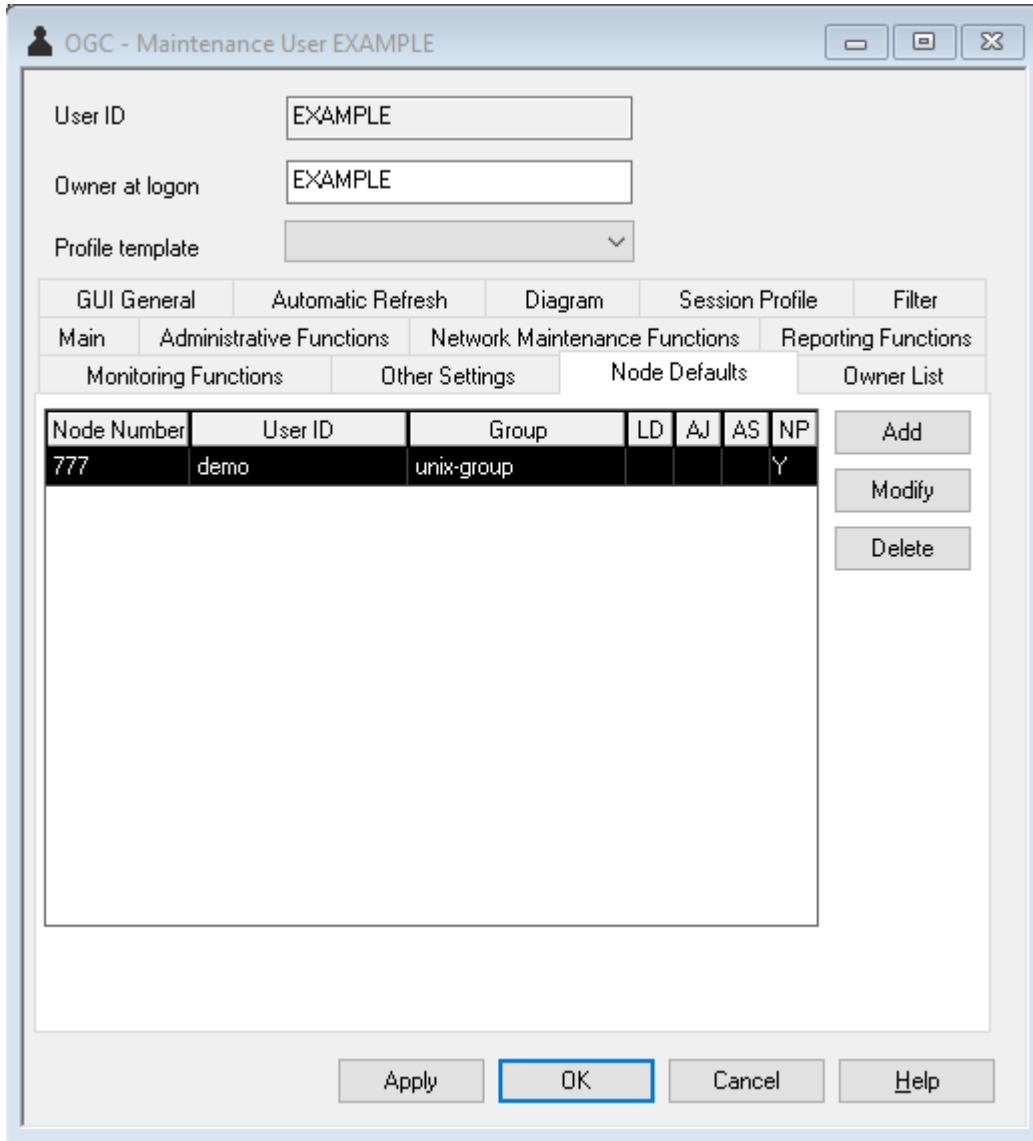 OGC - Maintenance User EXAMPLE
User ID EXAMPLE
Owner at logon EXAMPLE
Profile template
GUI General Automatic Refresh Diagram Session Profile Filter
Main Administrative Functions Network Maintenance Functions Reporting Functions
Monitoring Functions Other Settings Node Defaults Owner List
Node Number User ID Group LD AJ AS NP Add
777 demo unix-group Y
Modify
Delete
Apply OK Cancel Help